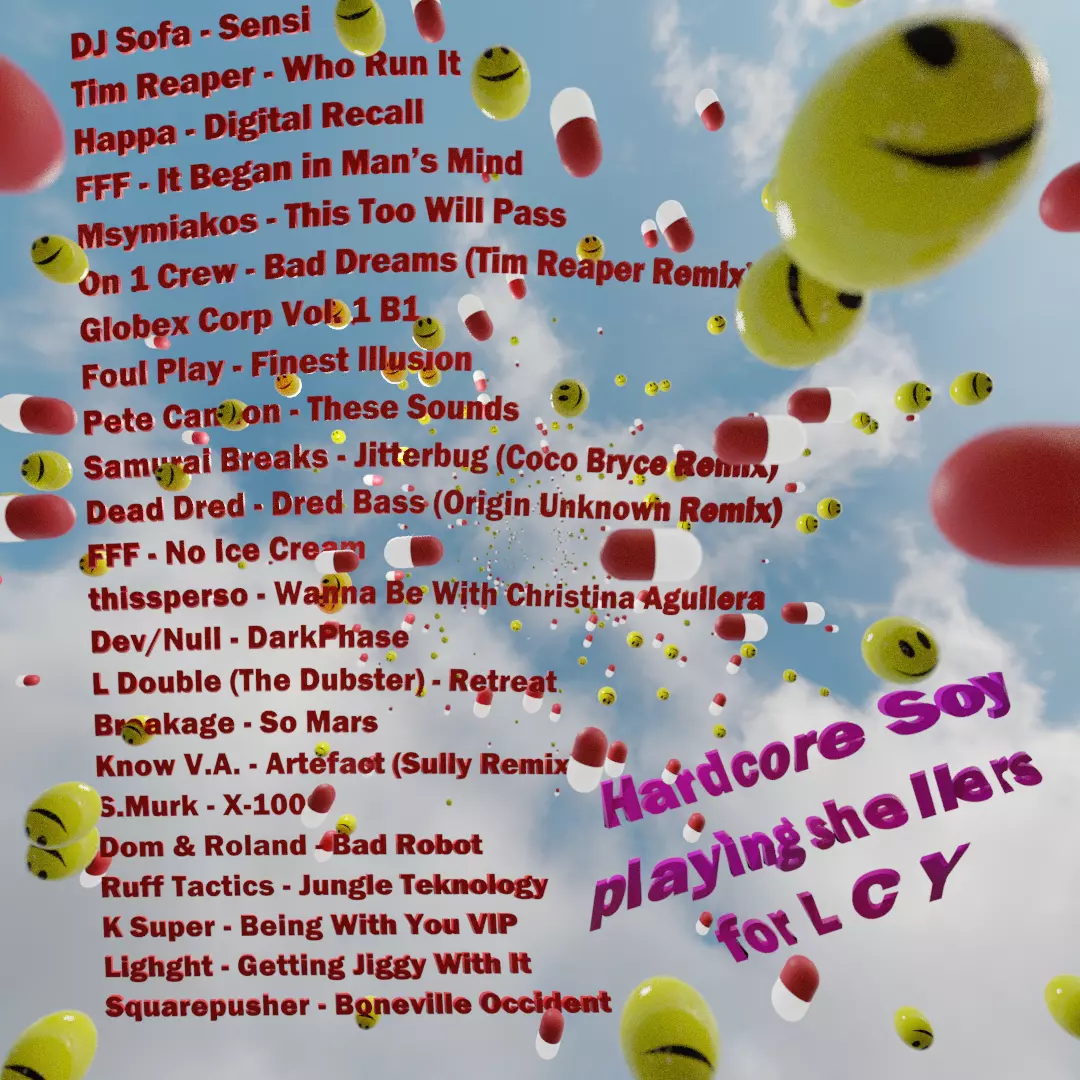 DJ Sofa - Sensi
Tim Reaper - Who Run It
Happa - Digital Recall
FFF - It Began in Man's Mind
Msymiakos - This Too Will Pass
On 1 Crew - Bad Dreams (Tim Reaper Remix)
Globex Corp Vol. 1 B1
Foul Play - Finest Illusion
Pete Cannon - These Sounds
Samurai Breaks - Jitterbug (Coco Bryce Remix)
Dead Dred - Dred Bass (Origin Unknown Remix)
FFF - No Ice Cream
thissperso - Wanna Be With Christina Aguilera
Dev/Null - DarkPhase
L Double (The Dubster) - Retreat
Breakage - So Mars
Know V.A. - Artefact (Sully Remix
S.Murk - X-100
Dom & Roland - Bad Robot
Ruff Tactics - Jungle Teknology
K Super - Being With You VIP
Lighght - Getting Jiggy With It
Squarepusher - Boneville Occident
Hardcore Soy
playing shellers
for L C Y